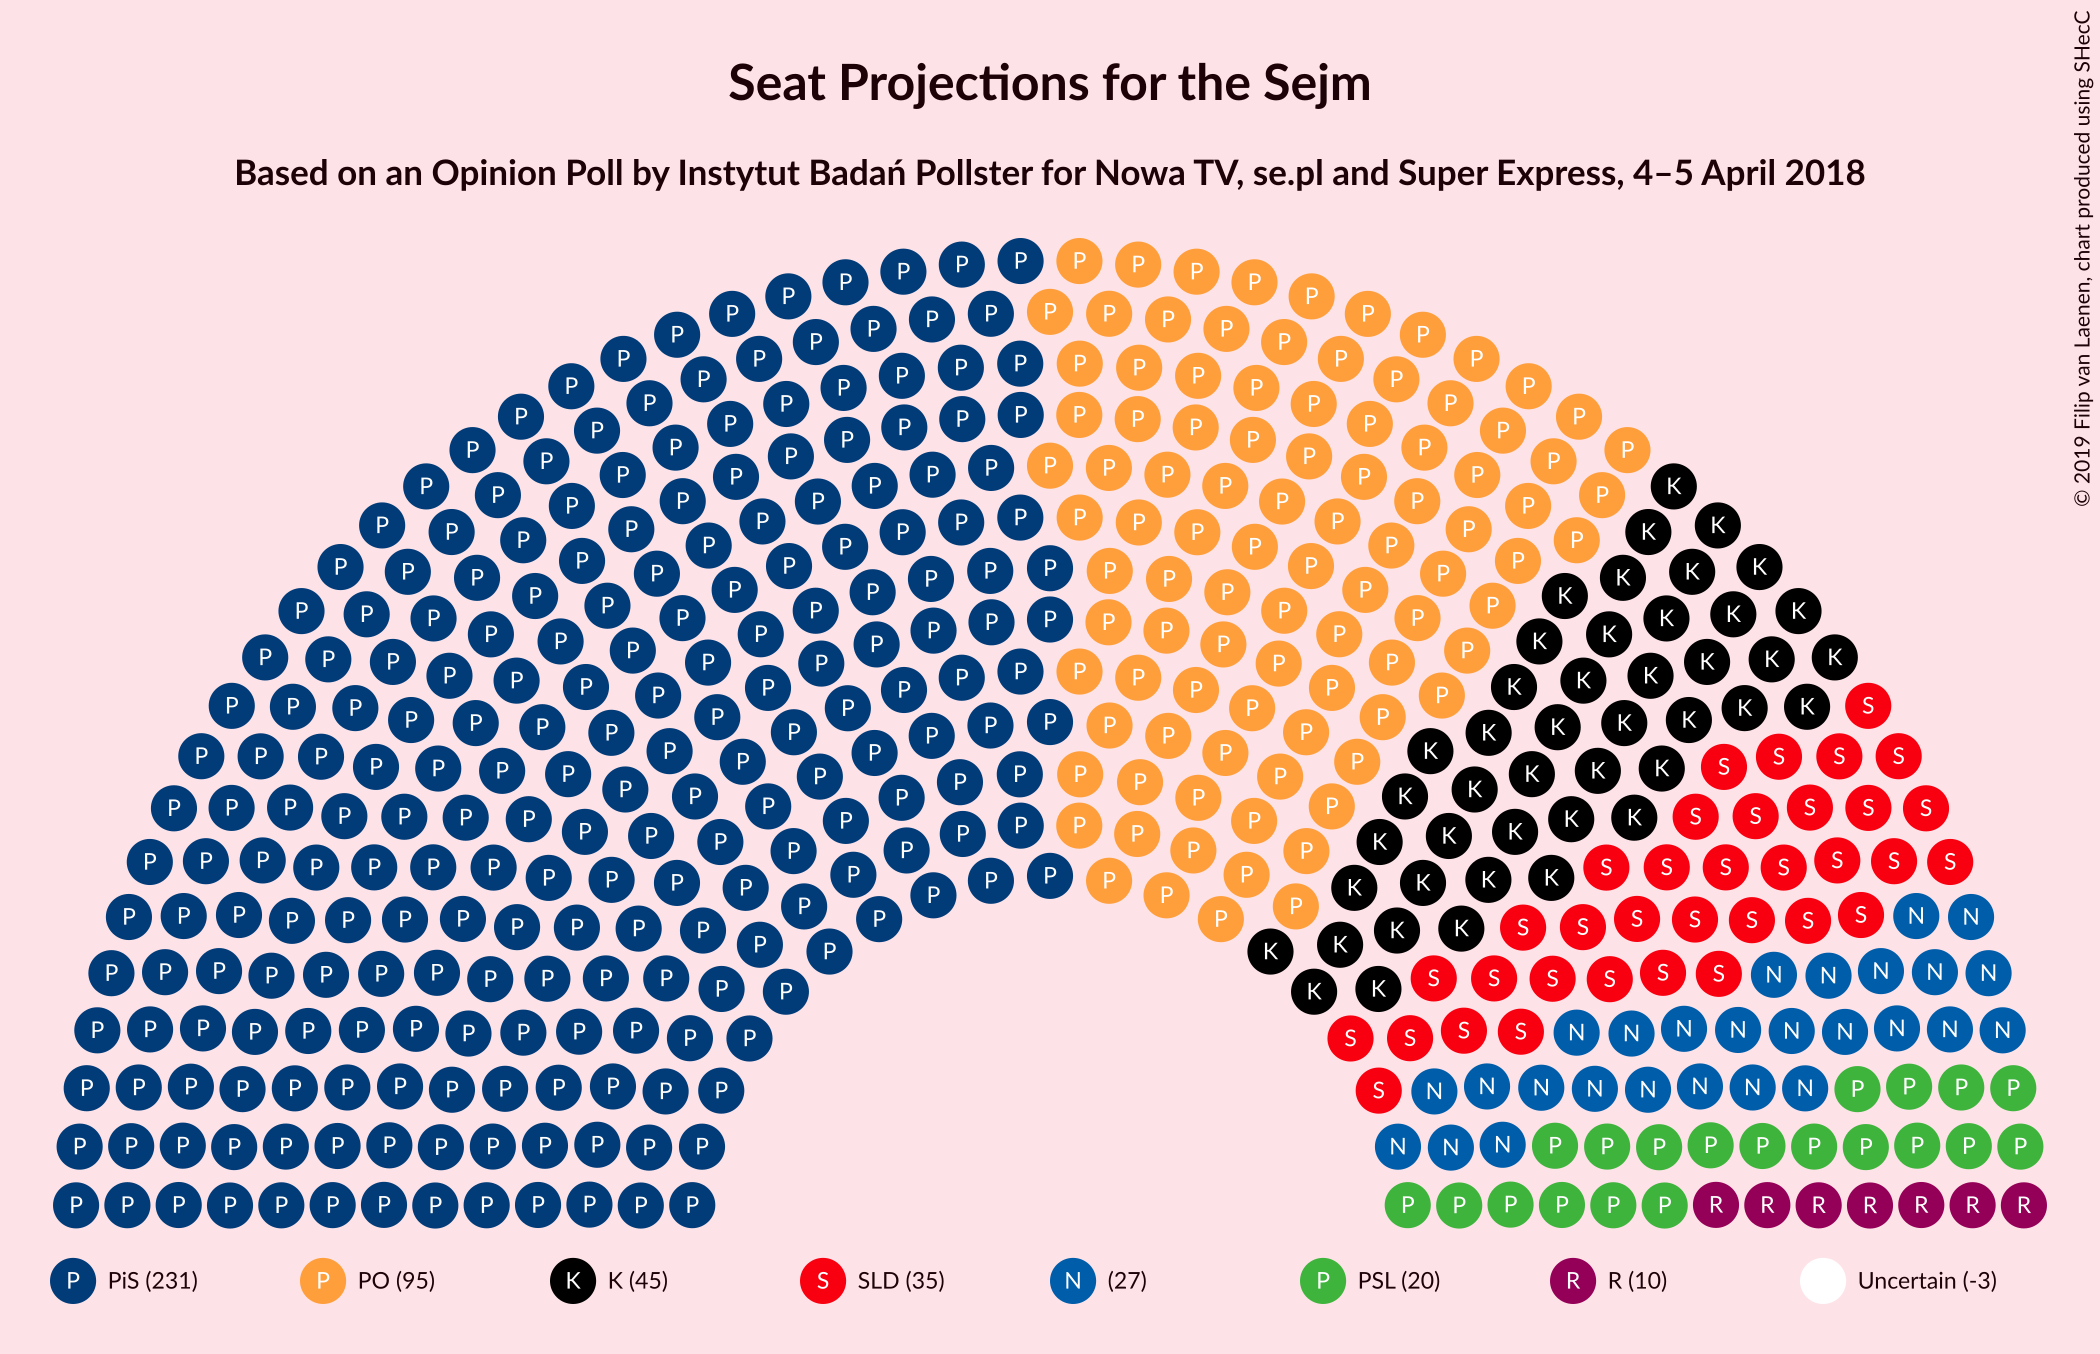 Seat Projections for the Sejm
Based on an Opinion Poll by Instytut Badań Pollster for Nowa TV, se.pl and Super Express, 4–5 April 2018
© 2019 Filip van Laenen, chart produced using SHecC
P PiS (231)
P PO (95)
K K (45)
S SLD (35)
N (27)
P PSL (20)
R R (10)
Uncertain (-3)